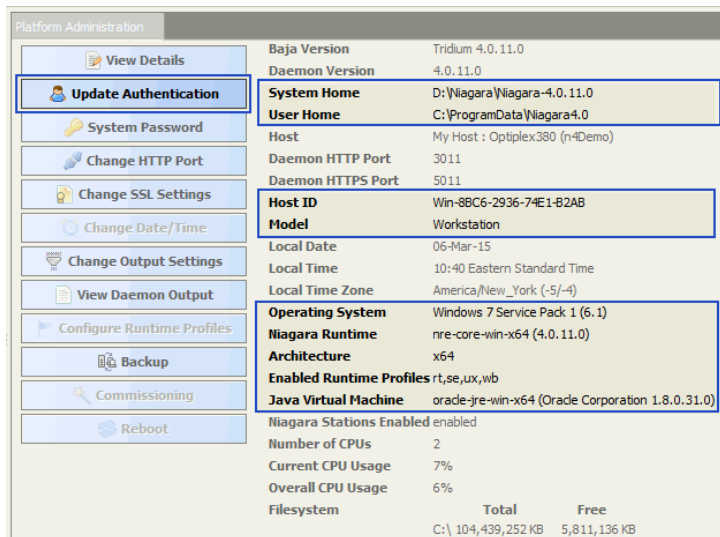 Platform Administration
View Details
Update Authentication
System Password
Change HTTP Port
Change SSL Settings
Change Date/Time
Change Output Settings
View Daemon Output
Configure Runtime Profiles
Backup
Commissioning
Reboot
Baja Version Tridium 4.0.11.0
Daemon Version 4.0.11.0
System Home D:\Niagara\Niagara-4.0.11.0
User Home C:\ProgramData\Niagara4.0
Host My Host : Optiplex380 (n4Demo)
Daemon HTTP Port 3011
Daemon HTTPS Port 5011
Host ID Win-8BC6-2936-74E1-B2AB
Model Workstation
Local Date 06-Mar-15
Local Time 10:40 Eastern Standard Time
Local Time Zone America/New_York (-5/-4)
Operating System Windows 7 Service Pack 1 (6.1)
Niagara Runtime nre-core-win-x64 (4.0.11.0)
Architecture x64
Enabled Runtime Profiles rt,se,ux,wb
Java Virtual Machine oracle-jre-win-x64 (Oracle Corporation 1.8.0.31.0)
Niagara Stations Enabled enabled
Number of CPUs 2
Current CPU Usage 7%
Overall CPU Usage 6%
Filesystem Total Free
C:\ 104,439,252 KB 5,811,136 KB